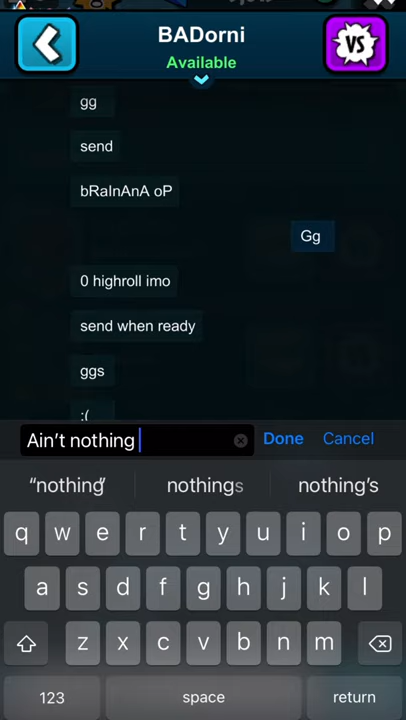 BADorni
VS
Available
gg
send
bRaInAnA oP
Gg
0 highroll imo
send when ready
ggs
:(
Ain't nothing
Done
Cancel
“nothing”
nothings
nothing's
q w e r t y u i o p
a s d f g h j k l
z x c v b n m
123
space
return